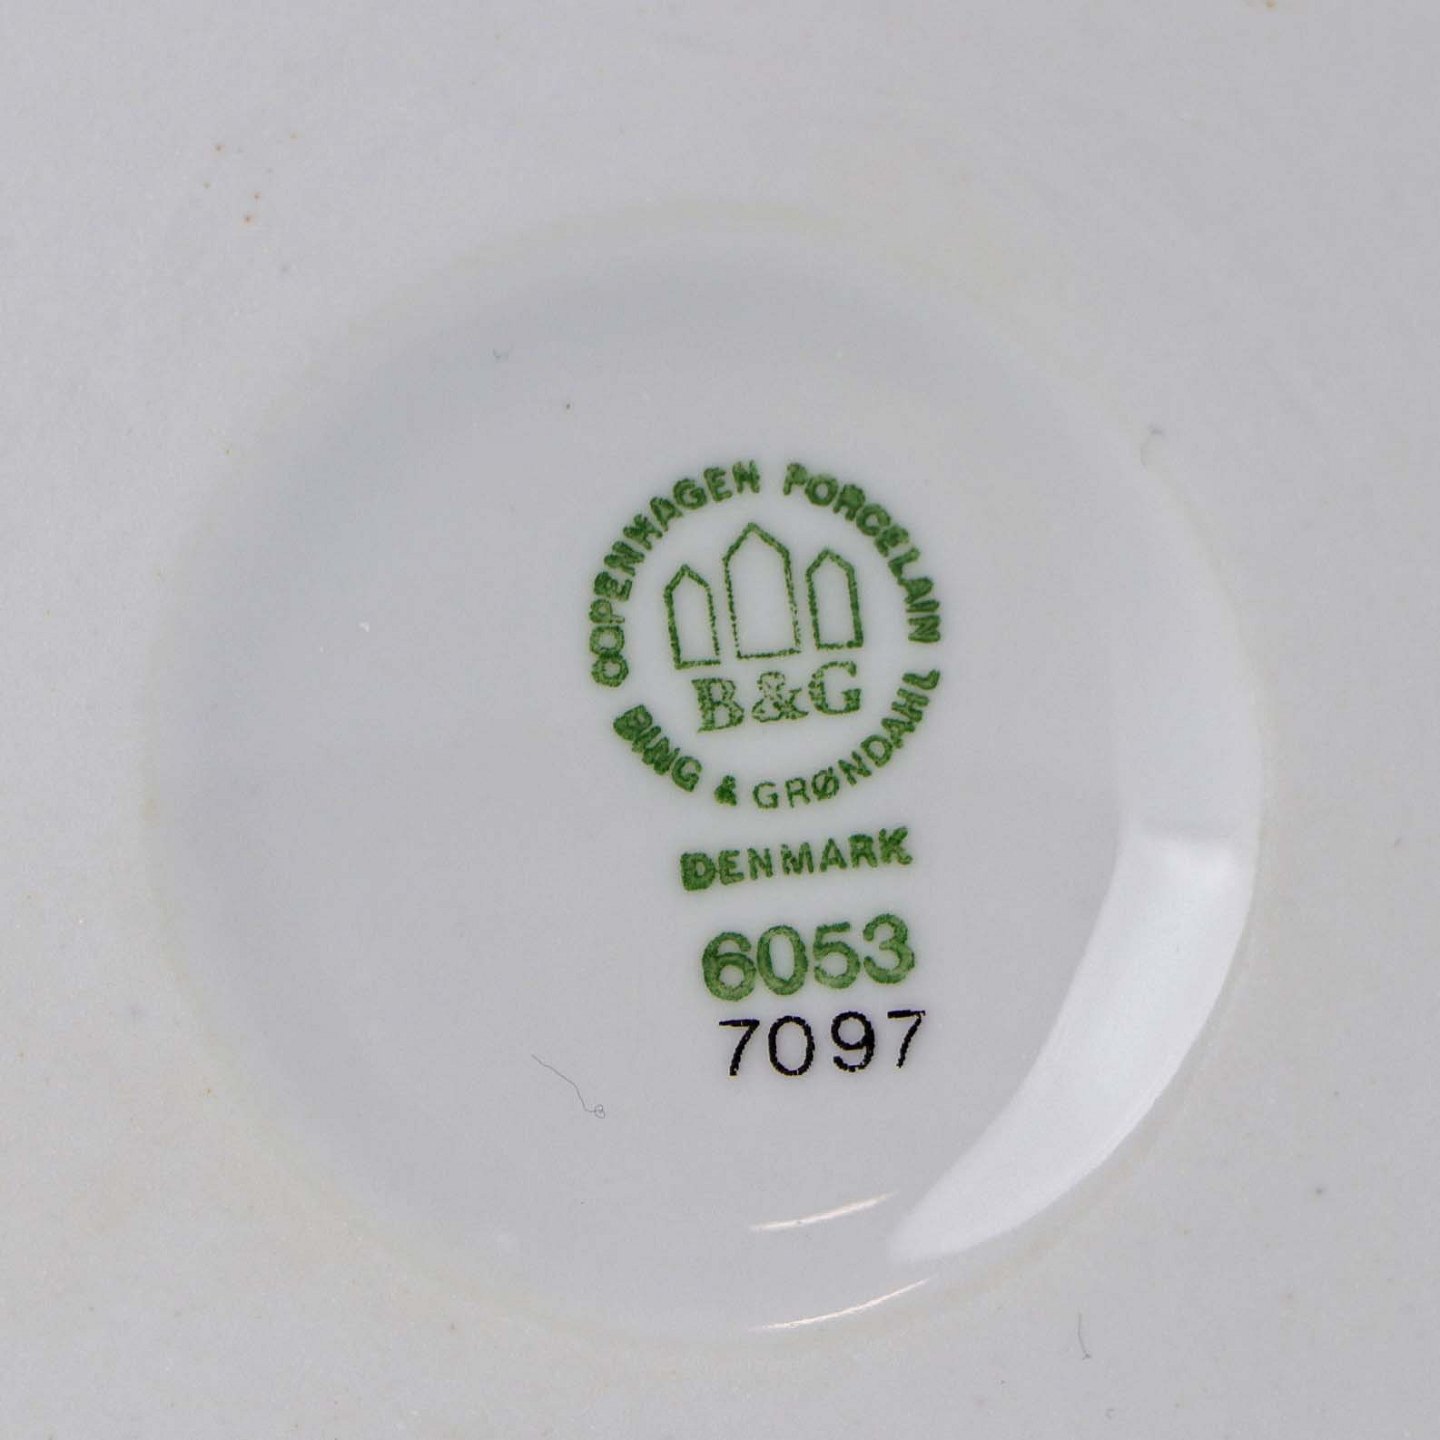 COPENHAGEN PORCELAIN
B&G
BING & GRØNDAHL
DENMARK
6053
7097